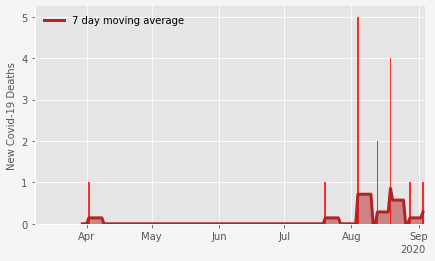 7 day moving average
New Covid-19 Deaths
5
4
3
2
1
0
Apr
May
Jun
Jul
Aug
Sep
2020